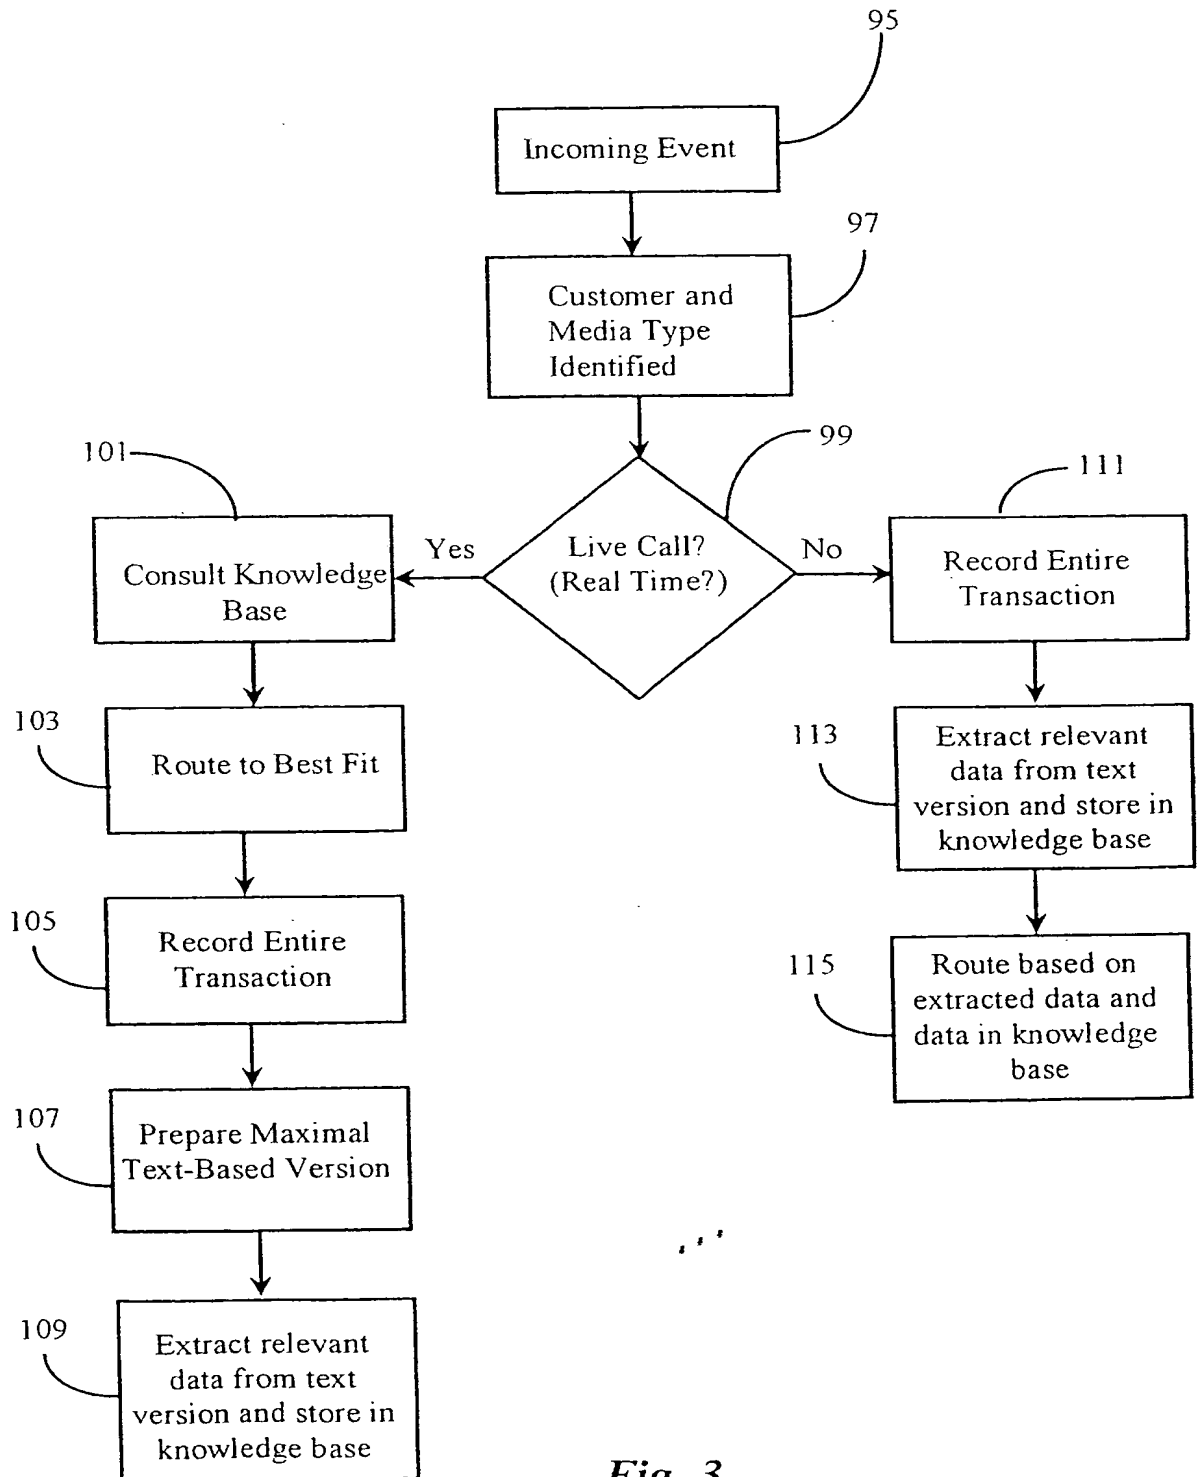 95
Incoming Event
97
Customer and
Media Type
Identified
99
Live Call?
(Real Time?)
Yes
No
101
Consult Knowledge
Base
103
Route to Best Fit
105
Record Entire
Transaction
107
Prepare Maximal
Text-Based Version
109
Extract relevant
data from text
version and store in
knowledge base
111
Record Entire
Transaction
113
Extract relevant
data from text
version and store in
knowledge base
115
Route based on
extracted data and
data in knowledge
base
Fig. 3